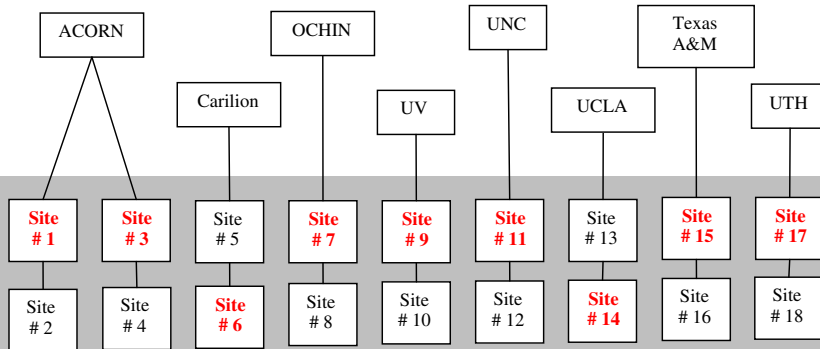 ACORN
OCHIN
UNC
Texas
A&M
Carilion
UV
UCLA
UTH
Site
# 1
Site
# 3
Site
# 5
Site
# 7
Site
# 9
Site
# 11
Site
# 13
Site
# 15
Site
# 17
Site
# 2
Site
# 4
Site
# 6
Site
# 8
Site
# 10
Site
# 12
Site
# 14
Site
# 16
Site
# 18